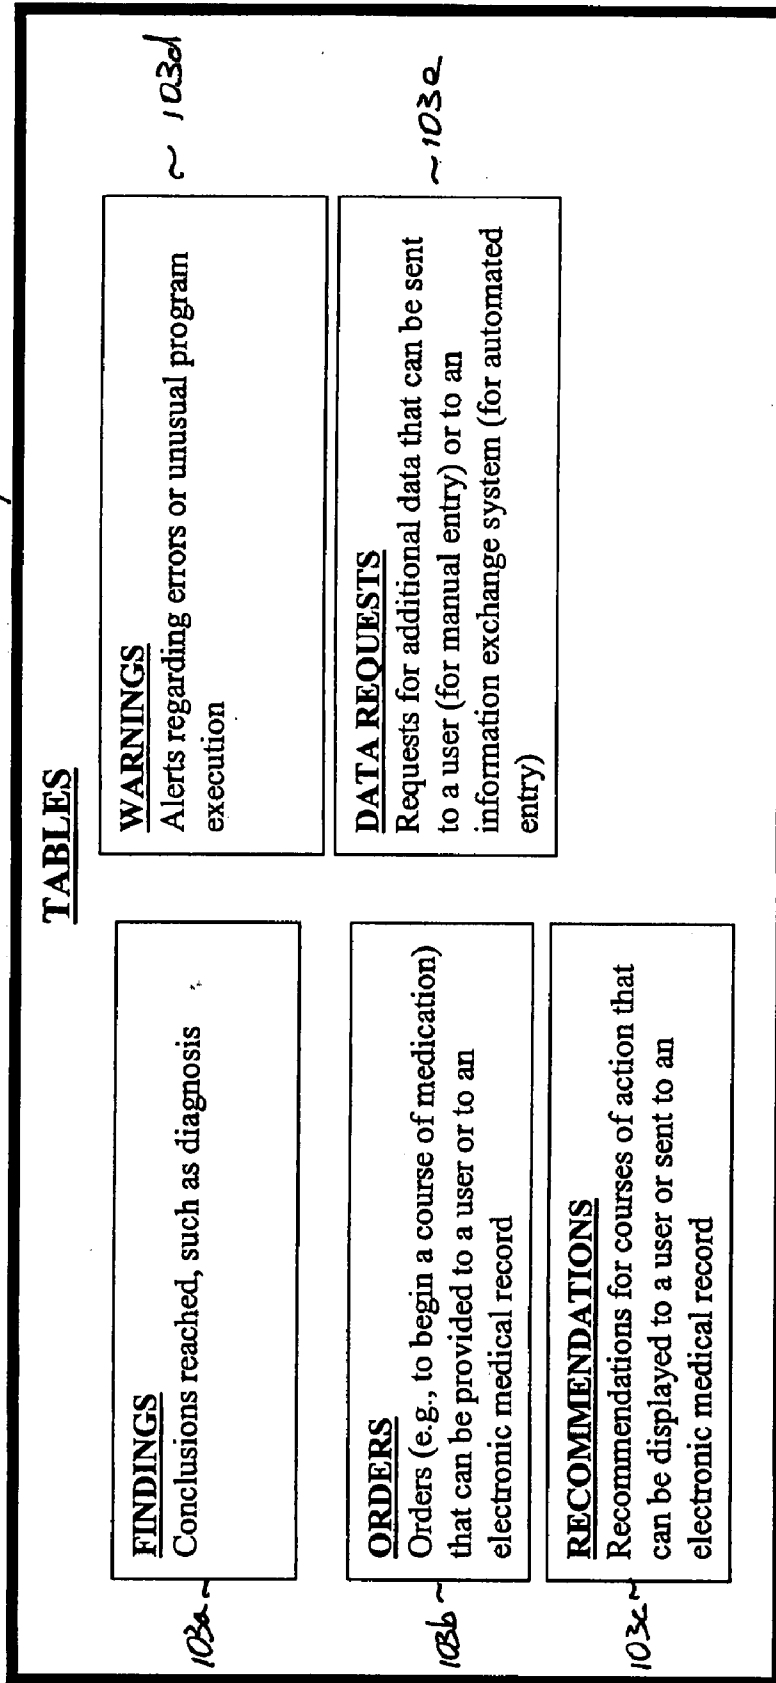 TABLES
103a~
FINDINGS
Conclusions reached, such as diagnosis
103b~
ORDERS
Orders (e.g., to begin a course of medication)
that can be provided to a user or to an
electronic medical record
103c~
RECOMMENDATIONS
Recommendations for courses of action that
can be displayed to a user or sent to an
electronic medical record
WARNINGS
Alerts regarding errors or unusual program
execution
~ 103d
DATA REQUESTS
Requests for additional data that can be sent
to a user (for manual entry) or to an
information exchange system (for automated
entry)
~103e